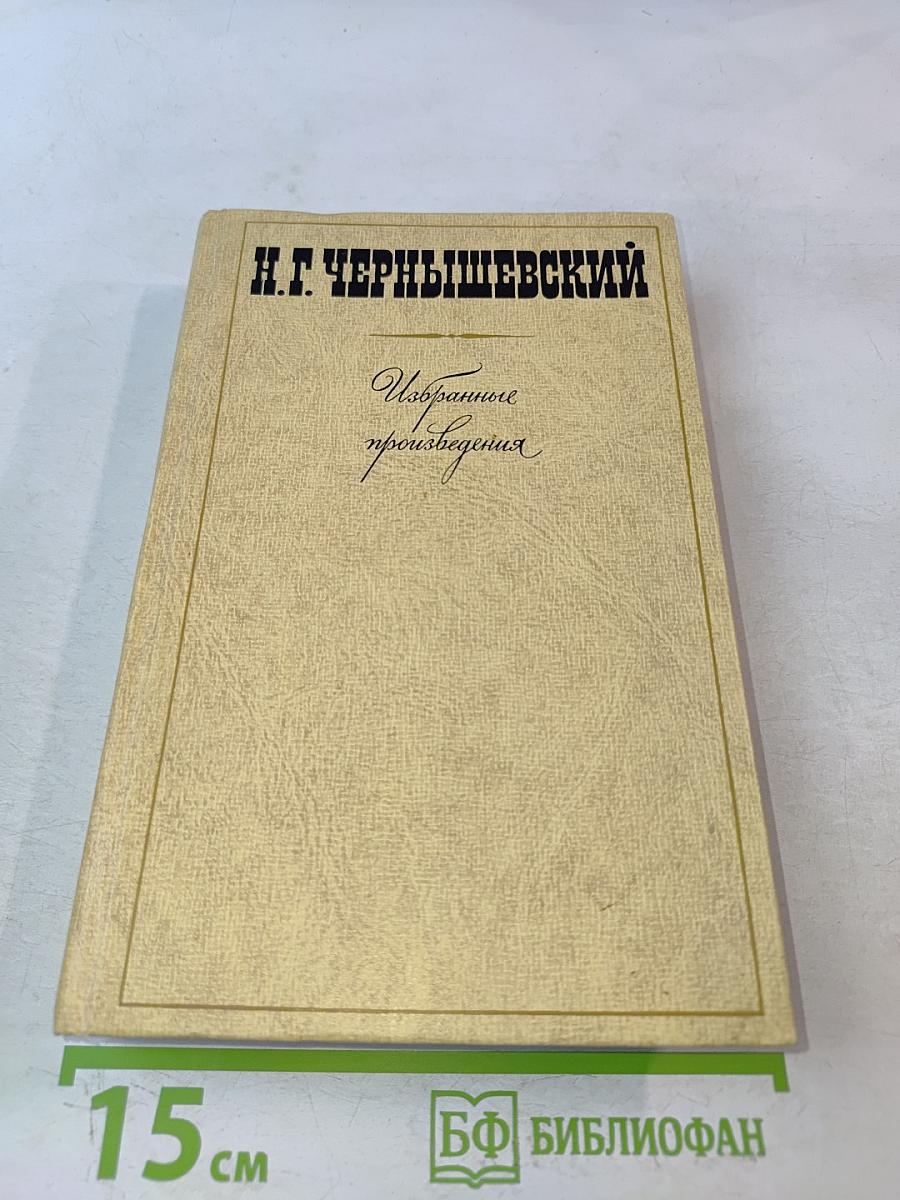 Н. Г. ЧЕРНЫШЕВСКИЙ
Избранные
произведения
15 см
БФ БИБЛИОФАН